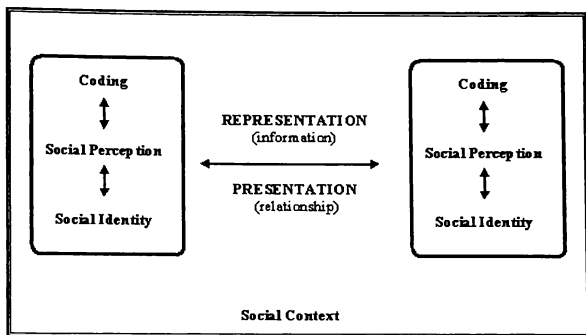 Coding
Social Perception
Social Identity
REPRESENTATION
(information)
PRESENTATION
(relationship)
Coding
Social Perception
Social Identity
Social Context